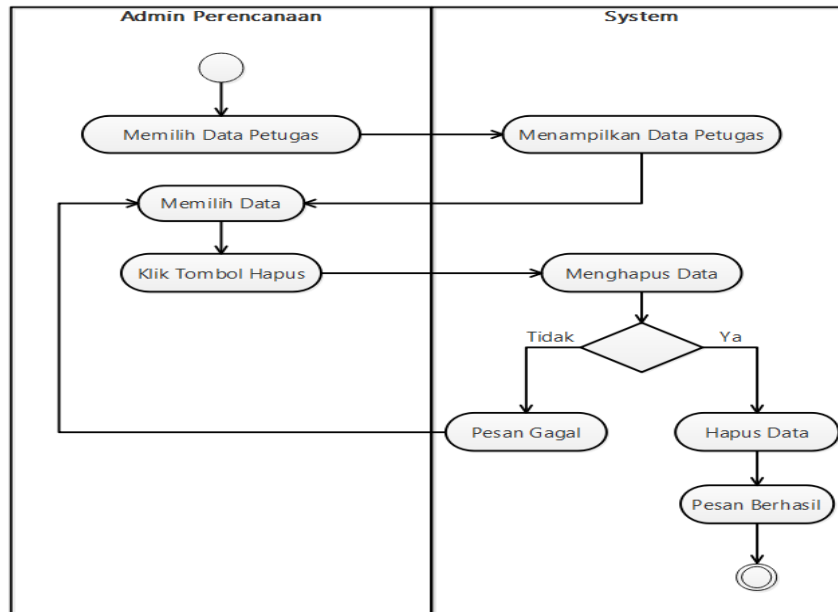 Admin Perencanaan
System
Memilih Data Petugas
Menampilkan Data Petugas
Memilih Data
Klik Tombol Hapus
Menghapus Data
Tidak
Ya
Pesan Gagal
Hapus Data
Pesan Berhasil